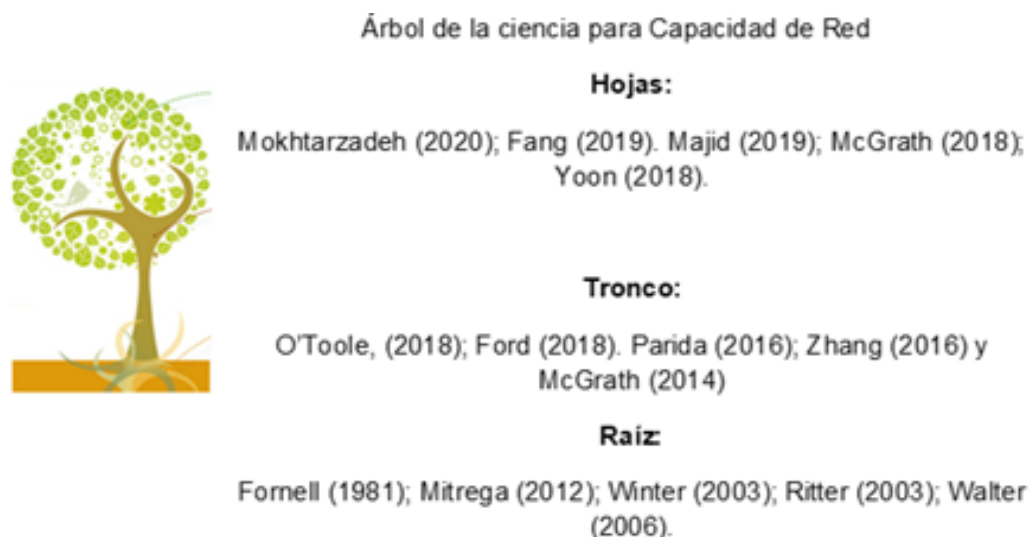 Árbol de la ciencia para Capacidad de Red
Hojas:
Mokhtarzadeh (2020); Fang (2019). Majid (2019); McGrath (2018);
Yoon (2018).
Tronco:
O'Toole, (2018); Ford (2018). Parida (2016); Zhang (2016) y
McGrath (2014)
Raíz:
Fornell (1981); Mitrega (2012); Winter (2003); Ritter (2003); Walter
(2006).